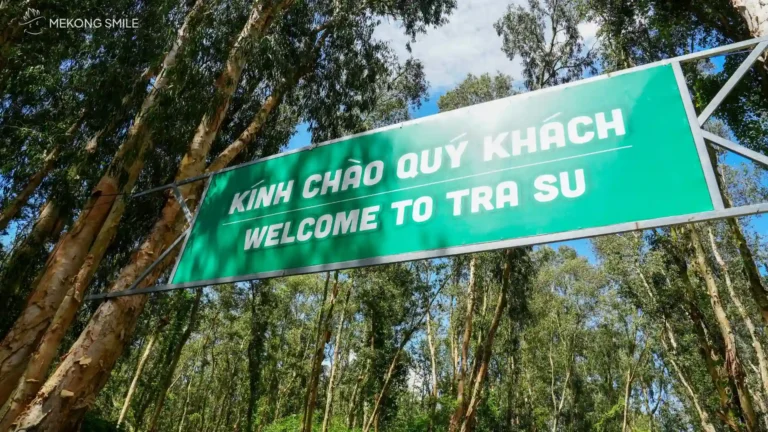 MEKONG SMILE
KÍNH CHÀO QUÝ KHÁCH
WELCOME TO TRA SU